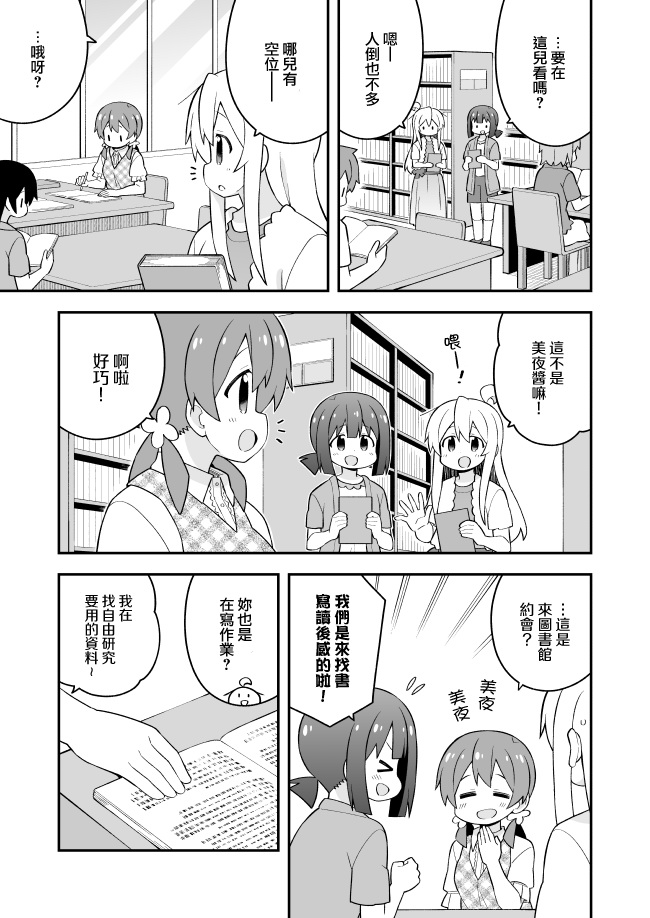 …要在
這兒看嗎？
嗯—
人倒也不多
哪兒有
空位—
…哦呀？
這不是
美夜醬嘛！
喂—！
啊啦
好巧！
…這是
來圖書館
約會？
美夜
美夜
我們是來找書
寫讀後感的啦！
妳也是
在寫作業？
我在
找自由研究
要用的資料~